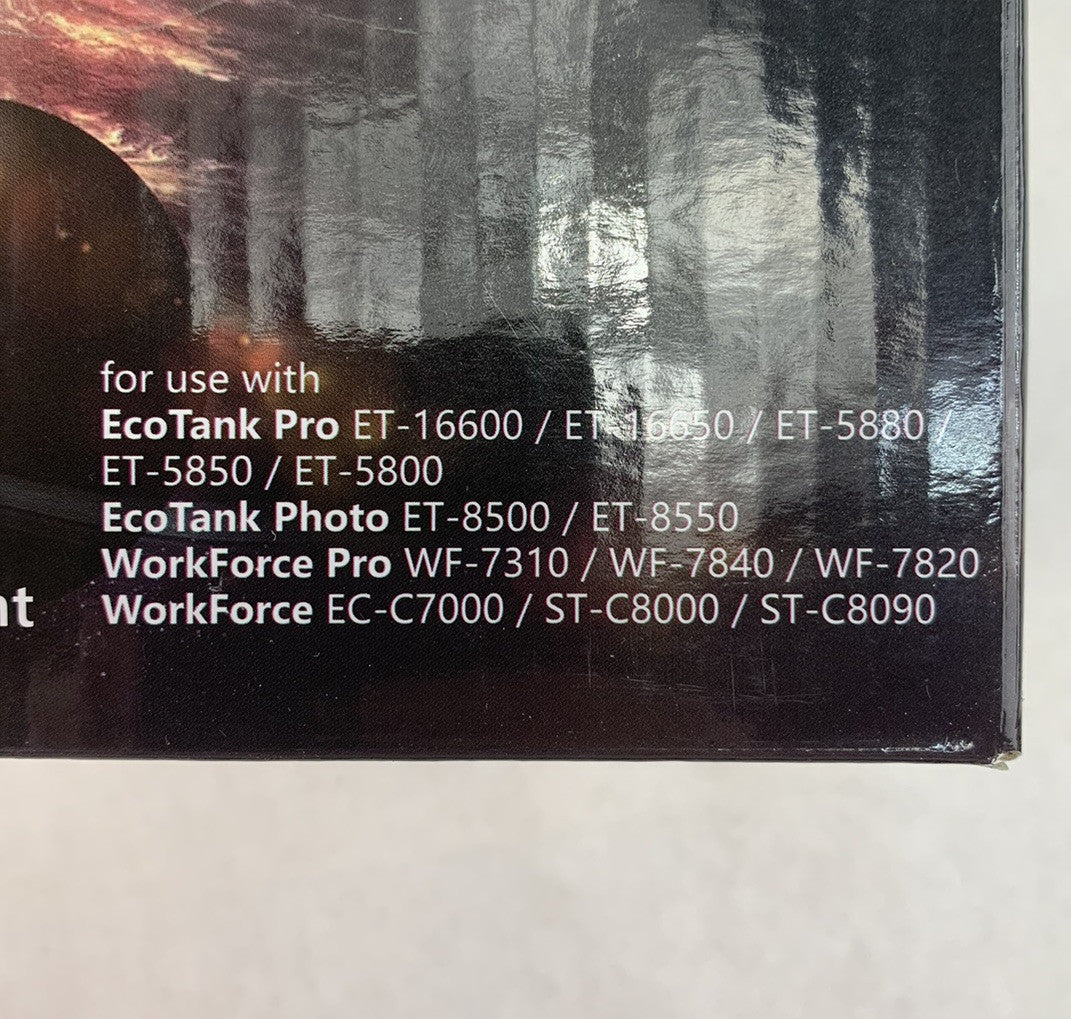 for use with
EcoTank Pro ET-16600 / ET-16650 / ET-5880 /
ET-5850 / ET-5800
EcoTank Photo ET-8500 / ET-8550
WorkForce Pro WF-7310 / WF-7840 / WF-7820
WorkForce EC-C7000 / ST-C8000 / ST-C8090